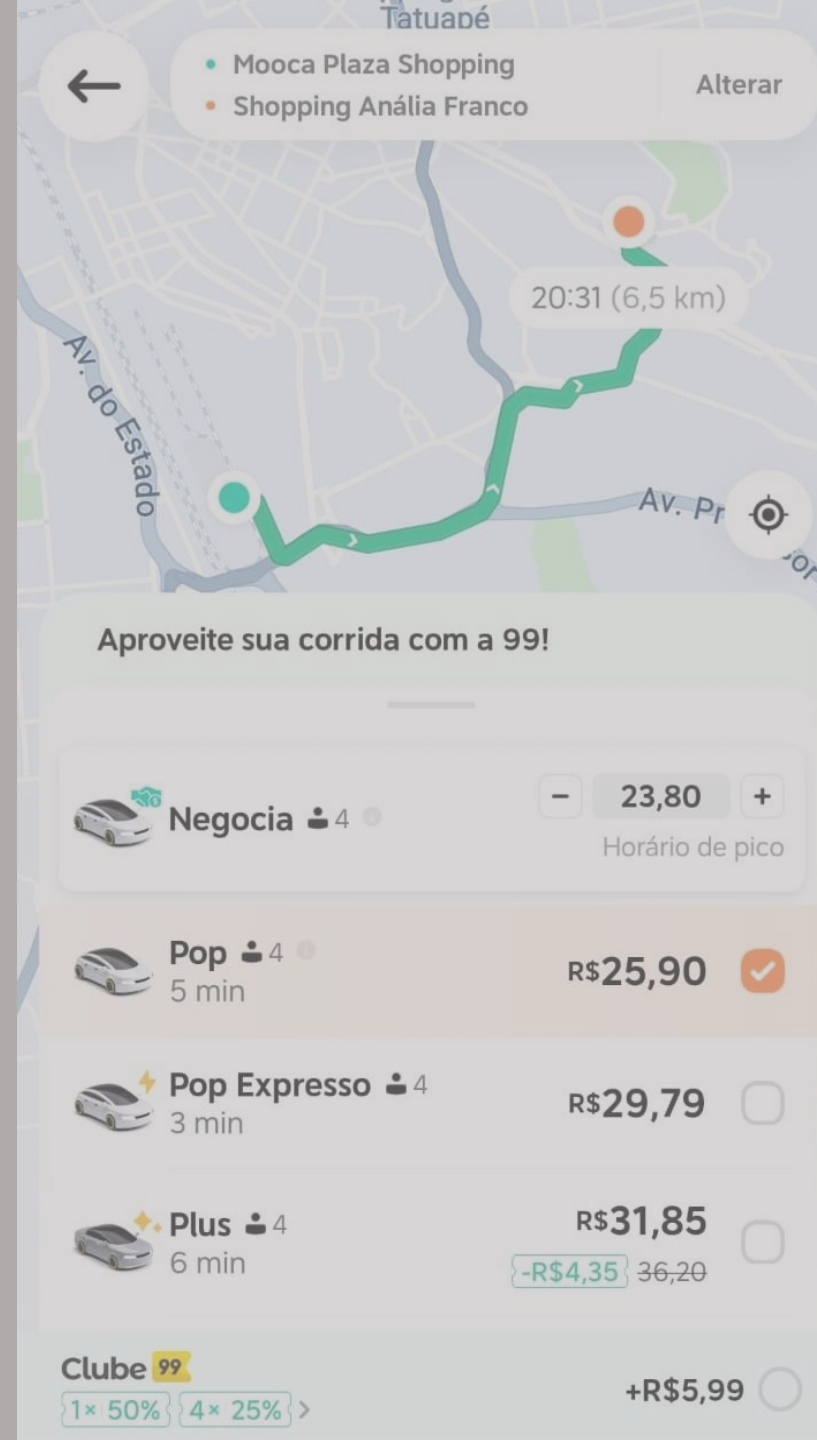 Tatuapé
Mooca Plaza Shopping
Shopping Anália Franco
Alterar
20:31 (6,5 km)
Av. do Estado
Av. Pr
sor
Aproveite sua corrida com a 99!
Negocia 4
23,80
Horário de pico
Pop 4
5 min
R$25,90
Pop Expresso 4
3 min
R$29,79
Plus 4
6 min
R$31,85
-R$4,35 36,20
Clube 99
1× 50% 4× 25%
+R$5,99